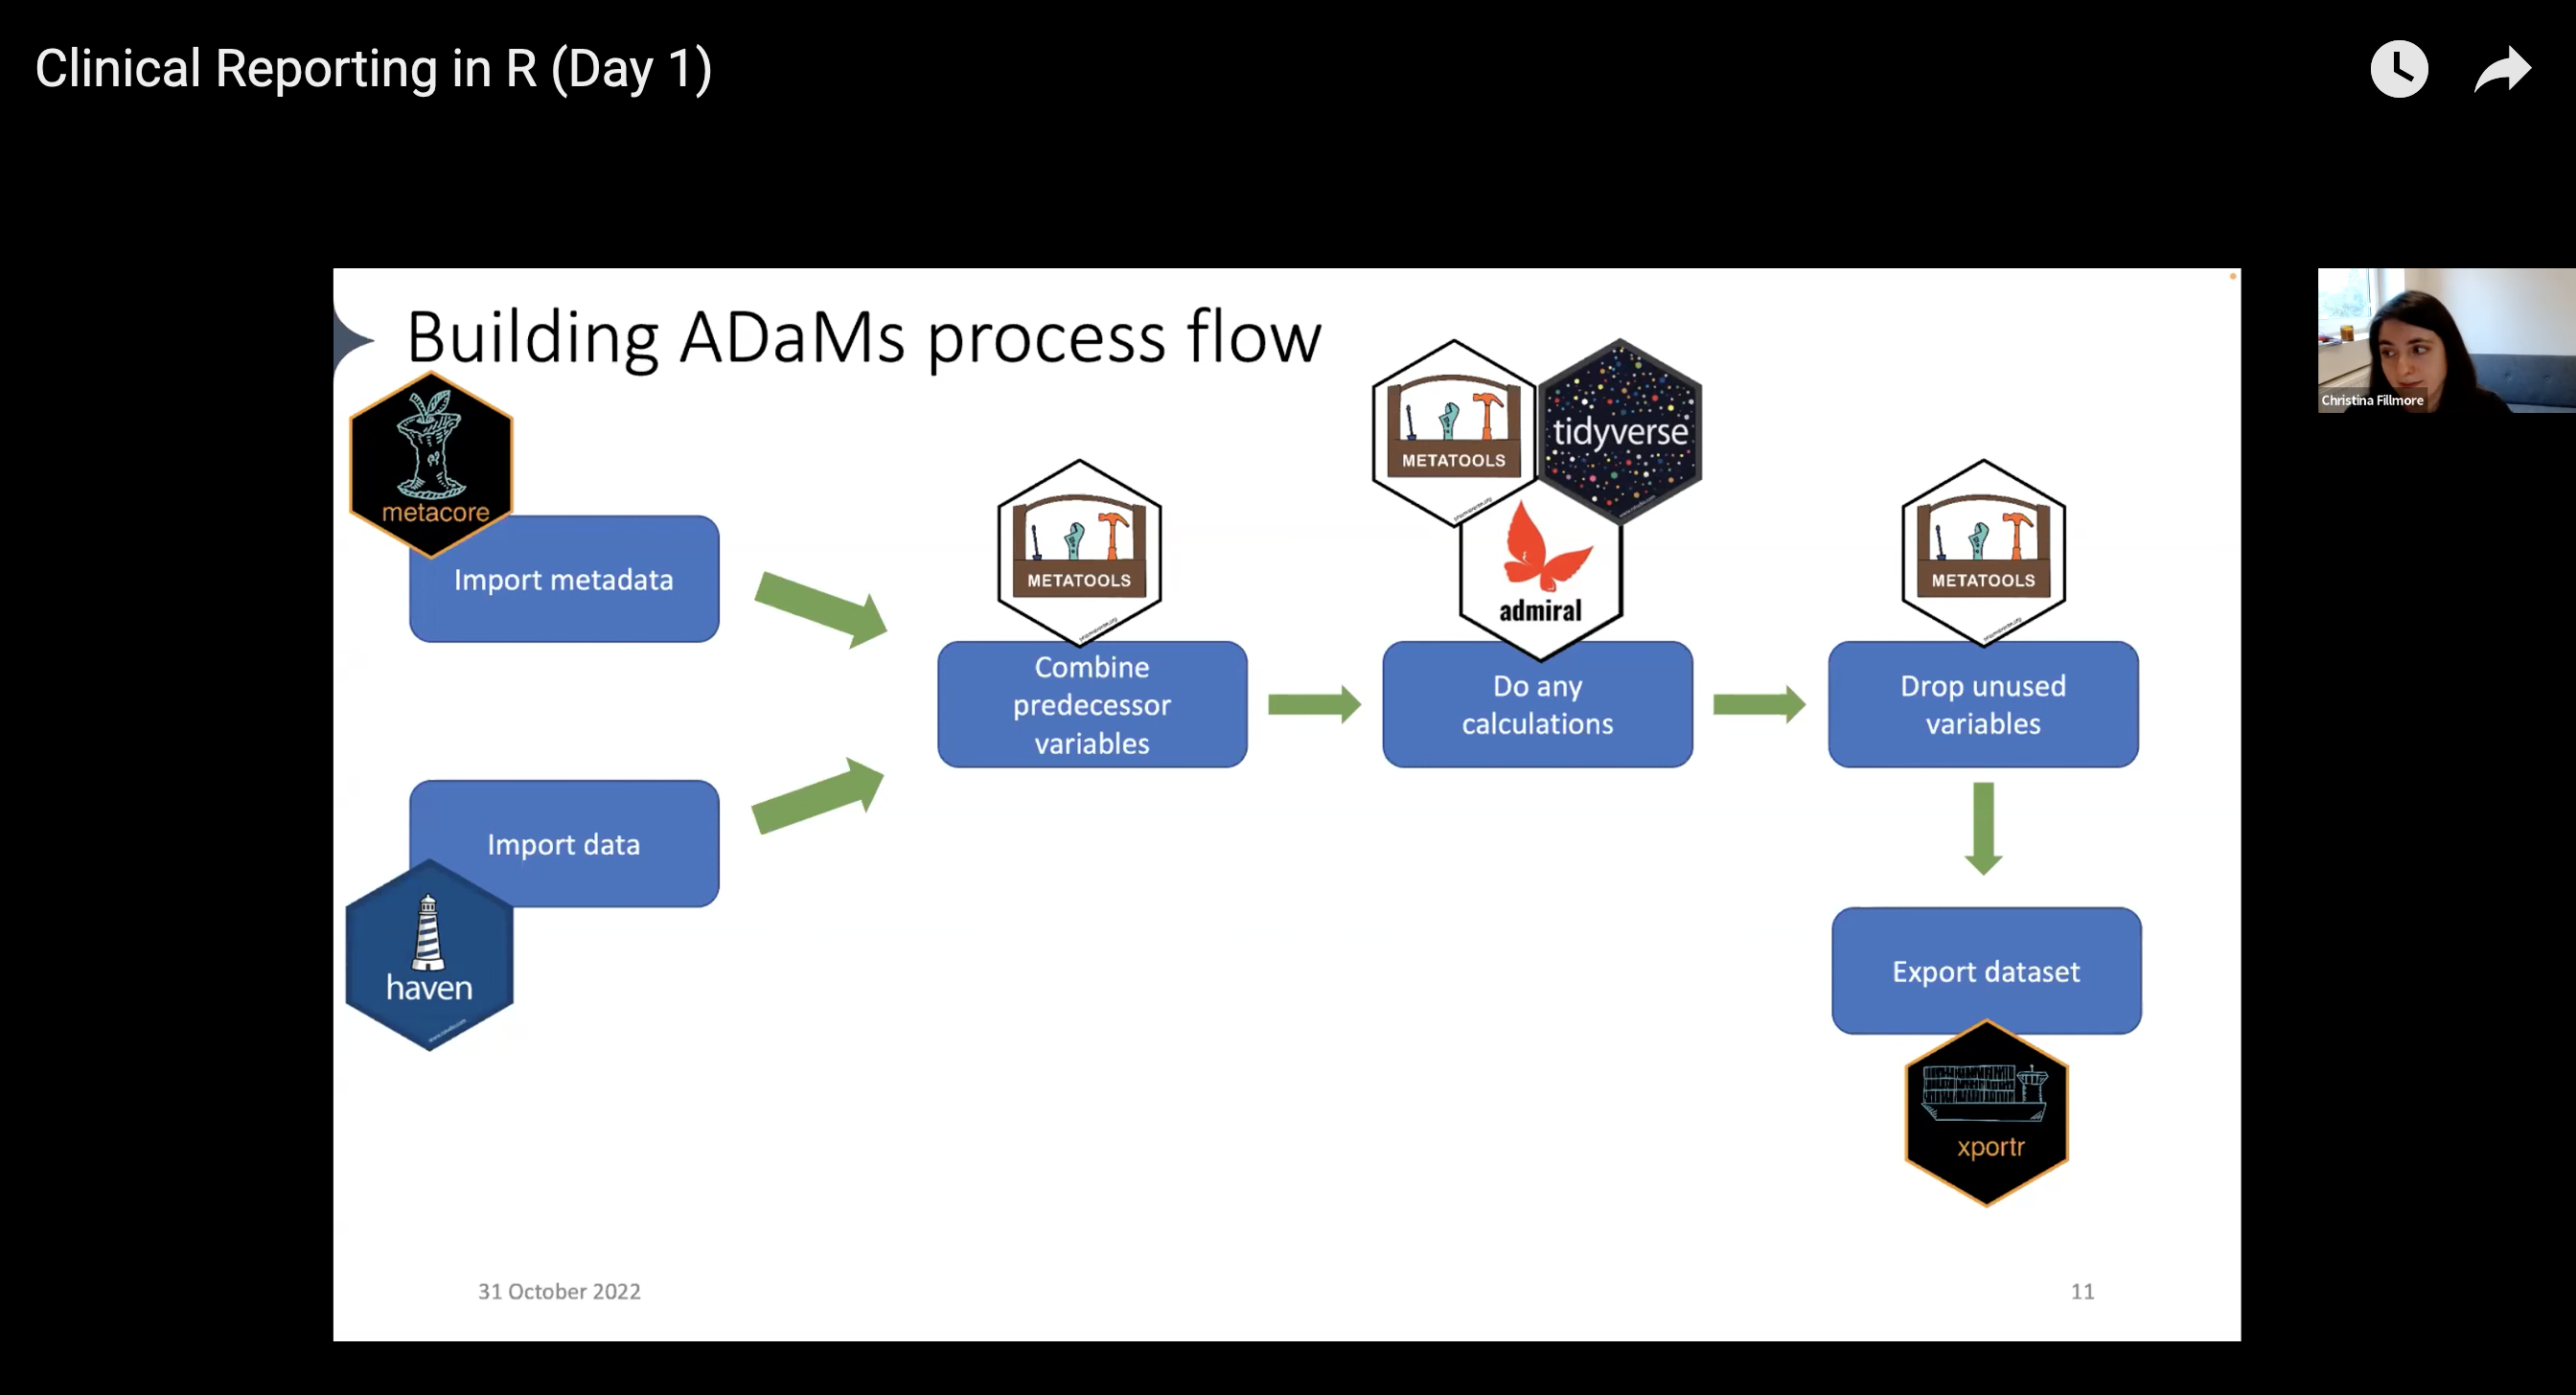 Clinical Reporting in R (Day 1)
Building ADaMs process flow
metacore
Import metadata
Import data
haven
METATOOLS
Combine
predecessor
variables
METATOOLS
tidyverse
admiral
Do any
calculations
METATOOLS
Drop unused
variables
Export dataset
xportr
31 October 2022
11
Christina Fillmore